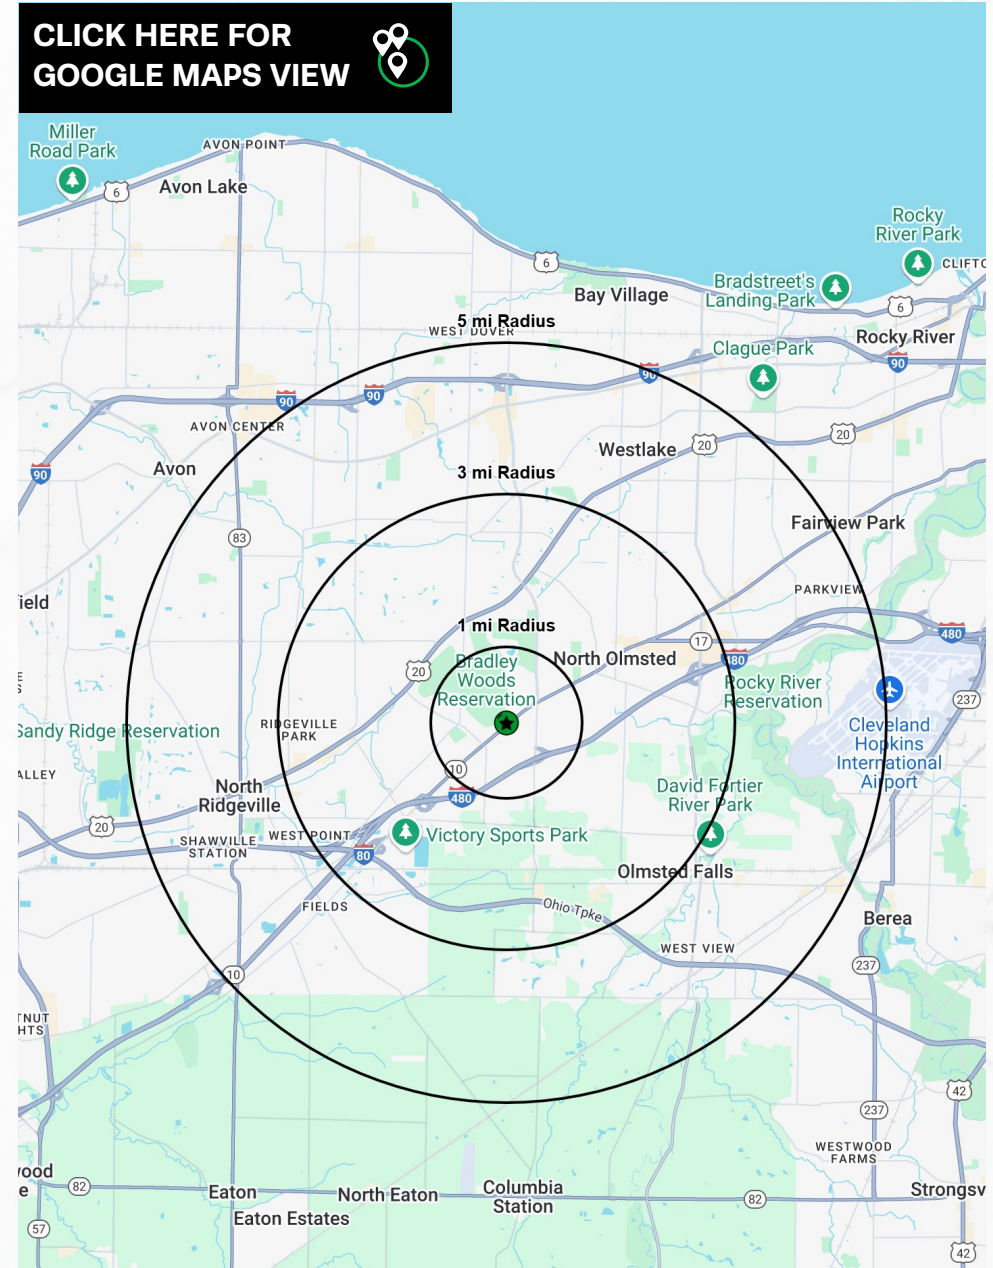 CLICK HERE FOR
GOOGLE MAPS VIEW
Miller
Road Park
AVON POINT
6
Avon Lake
Rocky
River Park
6
CLIFTO
Bradstreet's
Landing Park
Bay Village
6
5 mi Radius
WEST DOVER
Rocky River
Clague Park
90
90
90
90
AVON CENTER
20
20
Westlake
Avon
90
3 mi Radius
Fairview Park
83
PARKVIEW
ield
1 mi Radius
480
17
North Olmsted
480
Bradley
Woods
Reservation
20
Rocky River
Reservation
237
E
S
Sandy Ridge Reservation
RIDGEVILLE
PARK
Cleveland
Hopkins
International
Airport
ALLEY
10
North
Ridgeville
480
David Fortier
River Park
20
WEST POINT
Victory Sports Park
SHAWVILLE
STATION
80
Olmsted Falls
FIELDS
Ohio Tpke
Berea
WEST VIEW
237
10
TNUT
HTS
42
237
WESTWOOD
FARMS
wood
e
82
Eaton
North Eaton
Columbia
Station
82
Strongsv
Eaton Estates
57
42